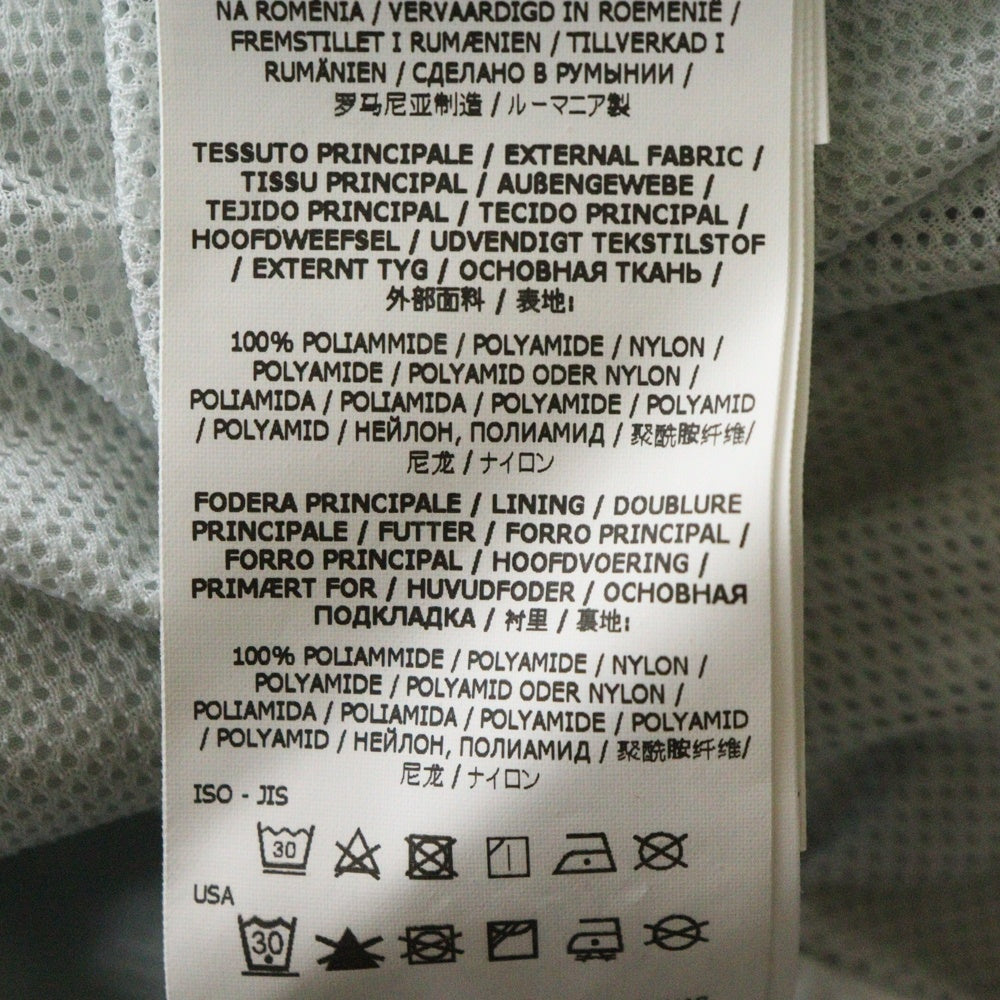 NA ROMÉNIA / VERVAARDIGD IN ROEMENIË /
FREMSTILLET I RUMÆNIEN / TILLVERKAD I
RUMÄNIEN / СДЕЛАНО В РУМЫНИИ /
罗马尼亚制造 / ルーマニア製
TESSUTO PRINCIPALE / EXTERNAL FABRIC /
TISSU PRINCIPAL / AUßENGEWEBE /
TEJIDO PRINCIPAL / TECIDO PRINCIPAL /
HOOFDWEEFSEL / UDVENDIGT TEKSTILSTOF
/ EXTERNT TYG / ОСНОВНАЯ ТКАНЬ /
外部面料 / 表地:
100% POLIAMMIDE / POLYAMIDE / NYLON /
POLYAMIDE / POLYAMID ODER NYLON /
POLIAMIDA / POLIAMIDA / POLYAMIDE / POLYAMID
/ POLYAMID / НЕЙЛОН, ПОЛИАМИД / 聚酰胺纤维/
尼龙 / ナイロン
FODERA PRINCIPALE / LINING / DOUBLURE
PRINCIPALE / FUTTER / FORRO PRINCIPAL /
FORRO PRINCIPAL / HOOFDVOERING /
PRIMÆRT FOR / HUVUDFODER / ОСНОВНАЯ
ПОДКЛАДКА / 衬里 / 裏地:
100% POLIAMMIDE / POLYAMIDE / NYLON /
POLYAMIDE / POLYAMID ODER NYLON /
POLIAMIDA / POLIAMIDA / POLYAMIDE / POLYAMID
/ POLYAMID / НЕЙЛОН, ПОЛИАМИД / 聚酰胺纤维/
尼龙 / ナイロン
ISO - JIS
30
USA
30